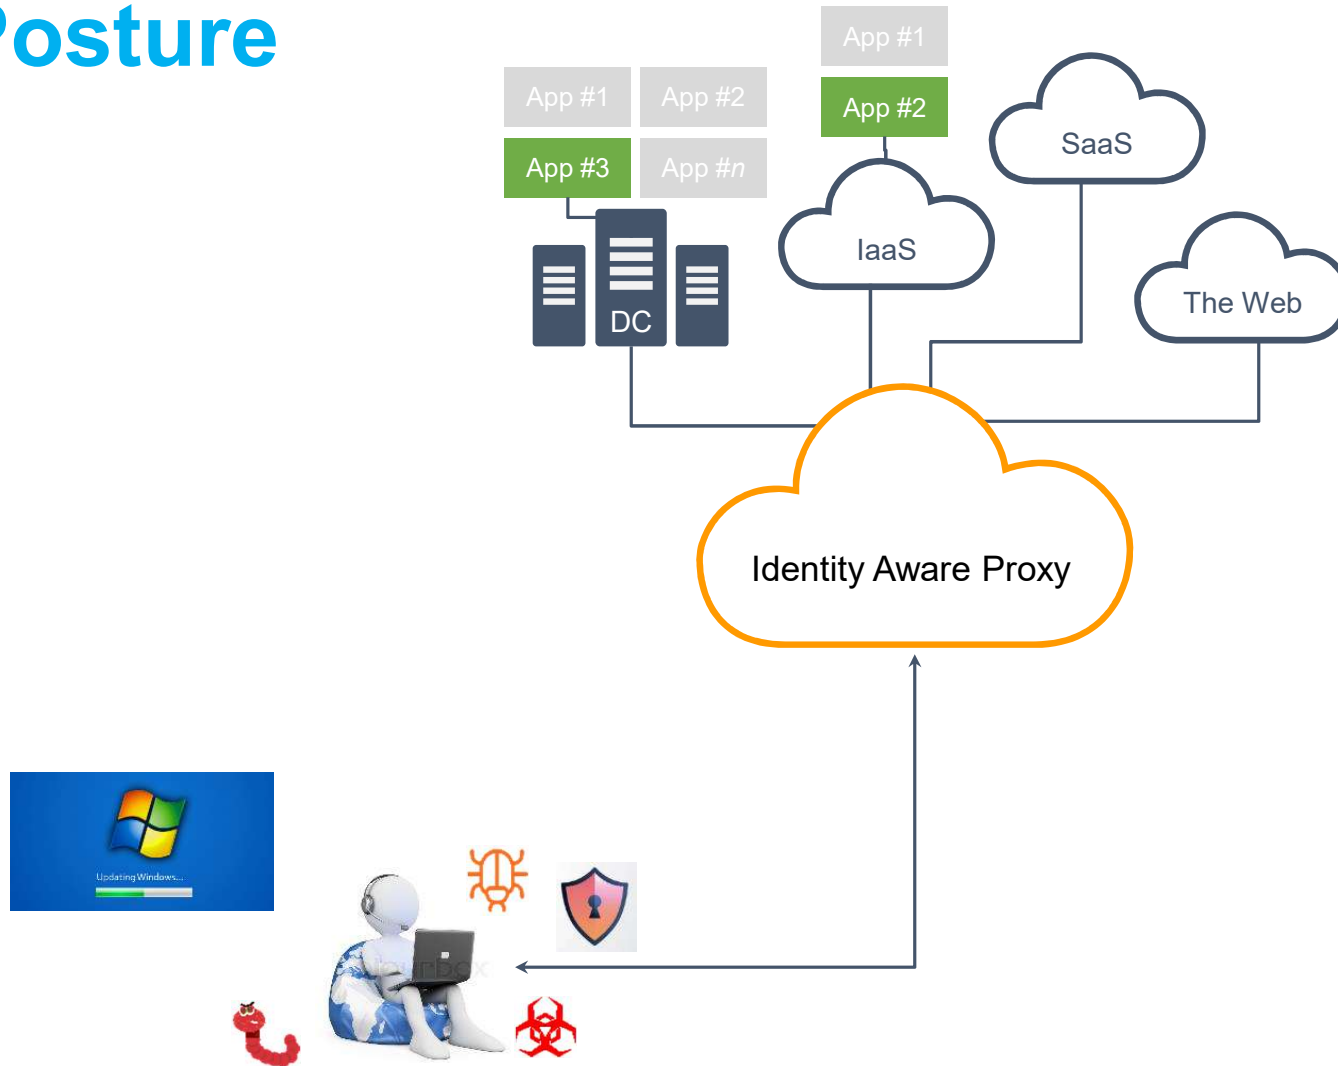 Posture
App #1
App #1
App #2
App #2
App #3
App #n
SaaS
IaaS
The Web
DC
Identity Aware Proxy
Updating Windows...